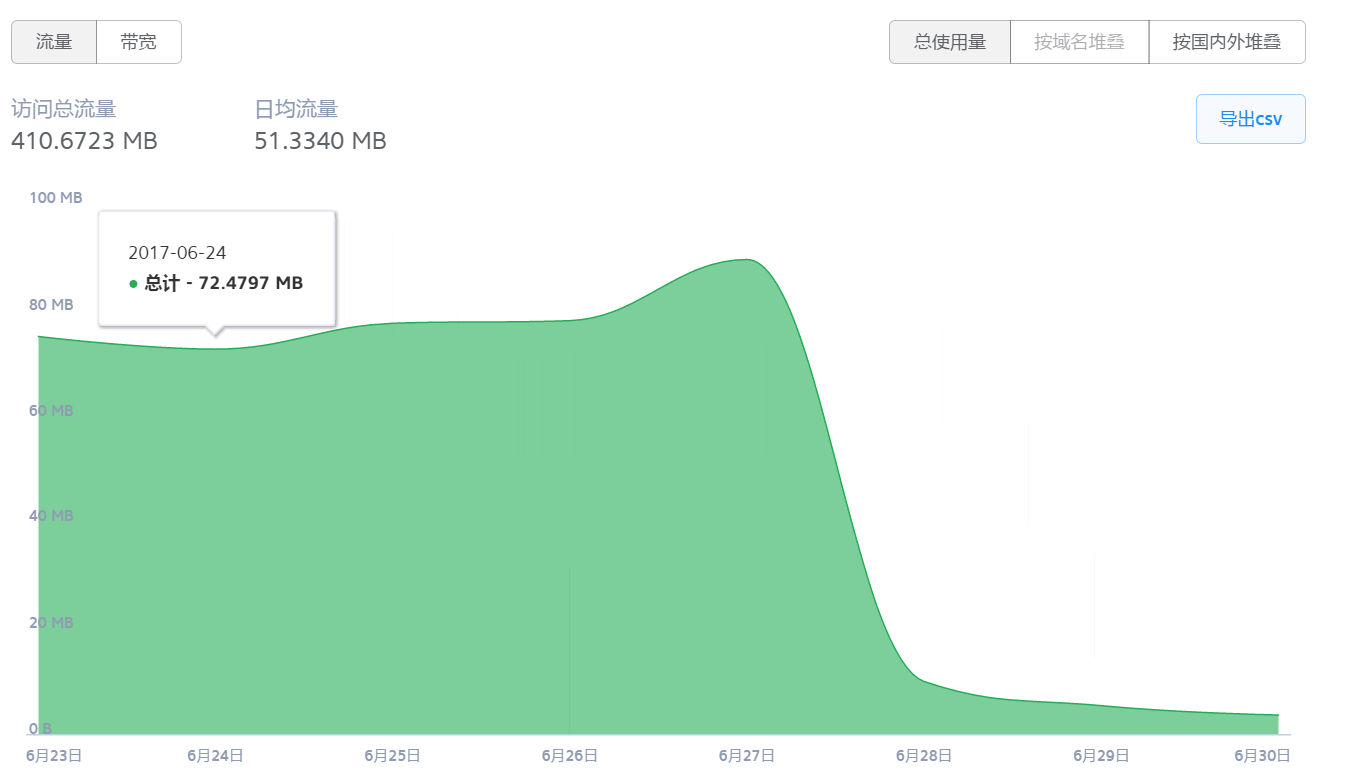 流量 带宽 总使用量 按域名堆叠 按国内外堆叠
访问总流量 日均流量
410.6723 MB 51.3340 MB
导出csv
100 MB
2017-06-24
总计 - 72.4797 MB
80 MB
60 MB
40 MB
20 MB
0 B
6月23日 6月24日 6月25日 6月26日 6月27日 6月28日 6月29日 6月30日